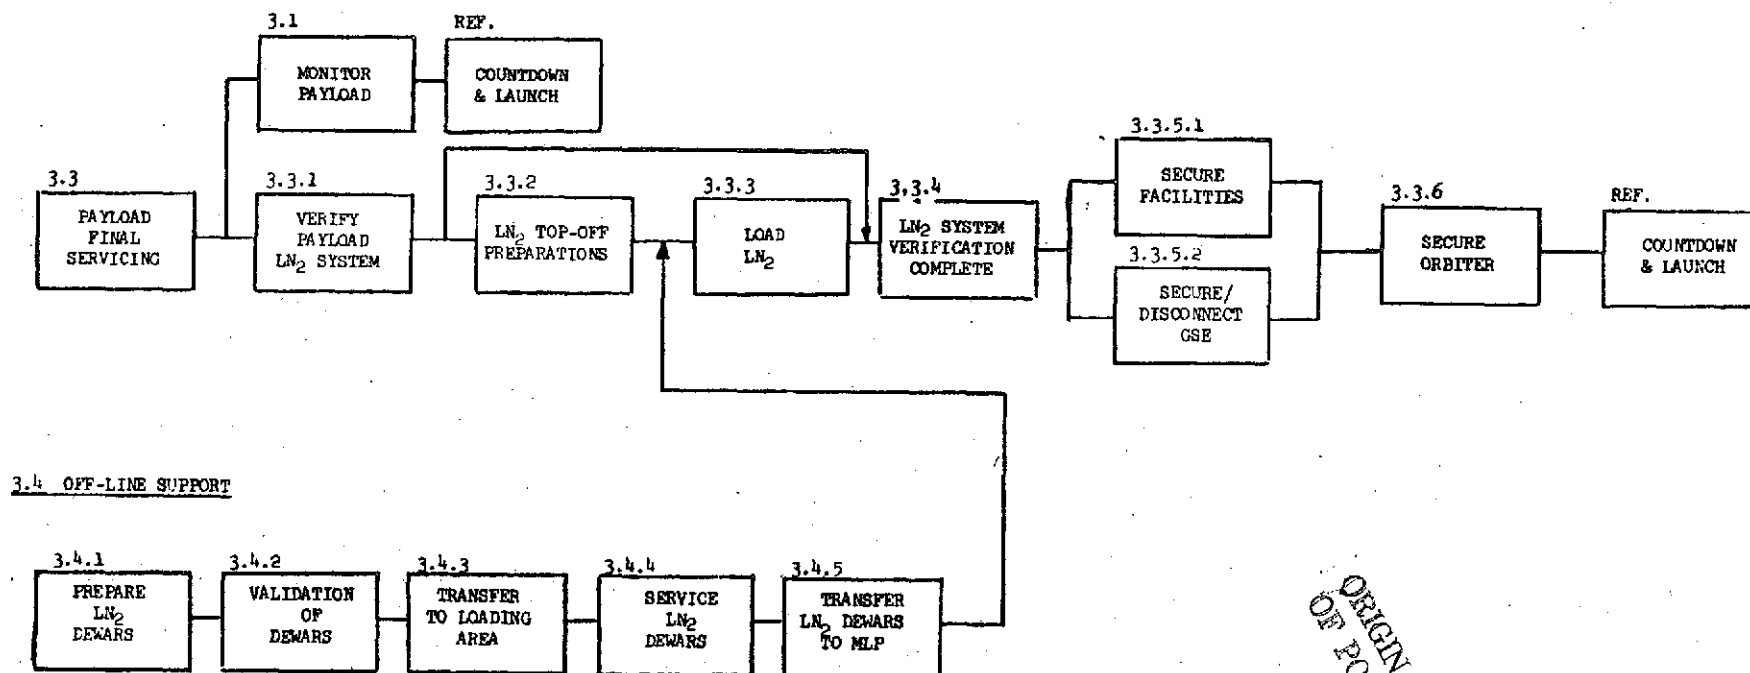 3.1
MONITOR
PAYLOAD
REF.
COUNTDOWN
& LAUNCH
3.3
PAYLOAD
FINAL
SERVICING
3.3.1
VERIFY
PAYLOAD
LN2 SYSTEM
3.3.2
LN2 TOP-OFF
PREPARATIONS
3.3.3
LOAD
LN2
3.3.4
LN2 SYSTEM
VERIFICATION
COMPLETE
3.3.5.1
SECURE
FACILITIES
3.3.5.2
SECURE/
DISCONNECT
GSE
3.3.6
SECURE
ORBITER
REF.
COUNTDOWN
& LAUNCH
3.4 OFF-LINE SUPPORT
3.4.1
PREPARE
LN2
DEWARS
3.4.2
VALIDATION
OF
DEWARS
3.4.3
TRANSFER
TO LOADING
AREA
3.4.4
SERVICE
LN2
DEWARS
3.4.5
TRANSFER
LN2 DEWARS
TO MLP
ORIGIN
OF PO